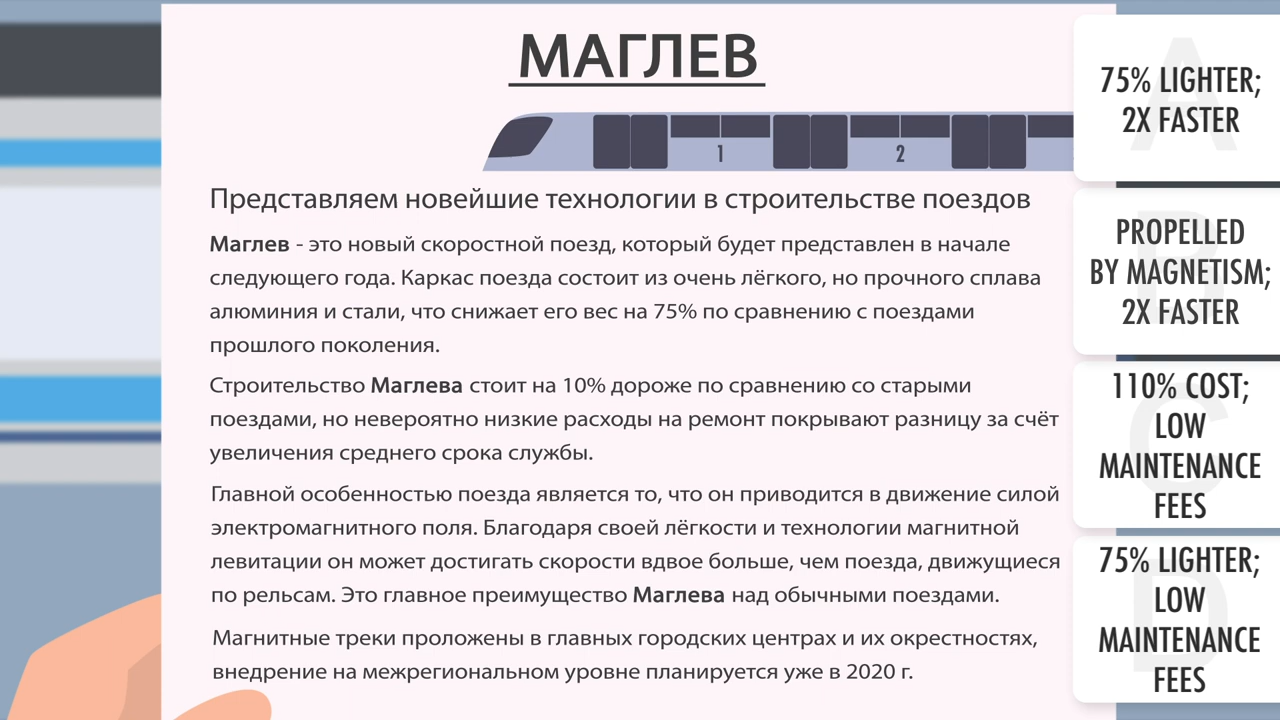 МАГЛЕВ
1
2
Представляем новейшие технологии в строительстве поездов
Маглев - это новый скоростной поезд, который будет представлен в начале
следующего года. Каркас поезда состоит из очень лёгкого, но прочного сплава
алюминия и стали, что снижает его вес на 75% по сравнению с поездами
прошлого поколения.
Строительство Маглева стоит на 10% дороже по сравнению со старыми
поездами, но невероятно низкие расходы на ремонт покрывают разницу за счёт
увеличения среднего срока службы.
Главной особенностью поезда является то, что он приводится в движение силой
электромагнитного поля. Благодаря своей лёгкости и технологии магнитной
левитации он может достигать скорости вдвое больше, чем поезда, движущиеся
по рельсам. Это главное преимущество Маглева над обычными поездами.
Магнитные треки проложены в главных городских центрах и их окрестностях,
внедрение на межрегиональном уровне планируется уже в 2020 г.
A
75% LIGHTER;
2X FASTER
B
PROPELLED
BY MAGNETISM;
2X FASTER
C
110% COST;
LOW
MAINTENANCE
FEES
D
75% LIGHTER;
LOW
MAINTENANCE
FEES